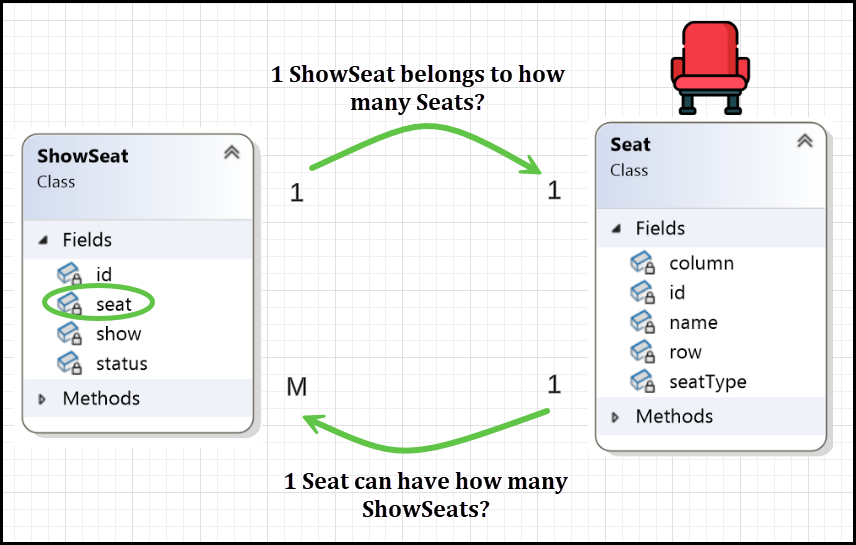 1 ShowSeat belongs to how
many Seats?
ShowSeat
Class
Fields
id
seat
show
status
Methods
1
1
M
1
Seat
Class
Fields
column
id
name
row
seatType
Methods
1 Seat can have how many
ShowSeats?